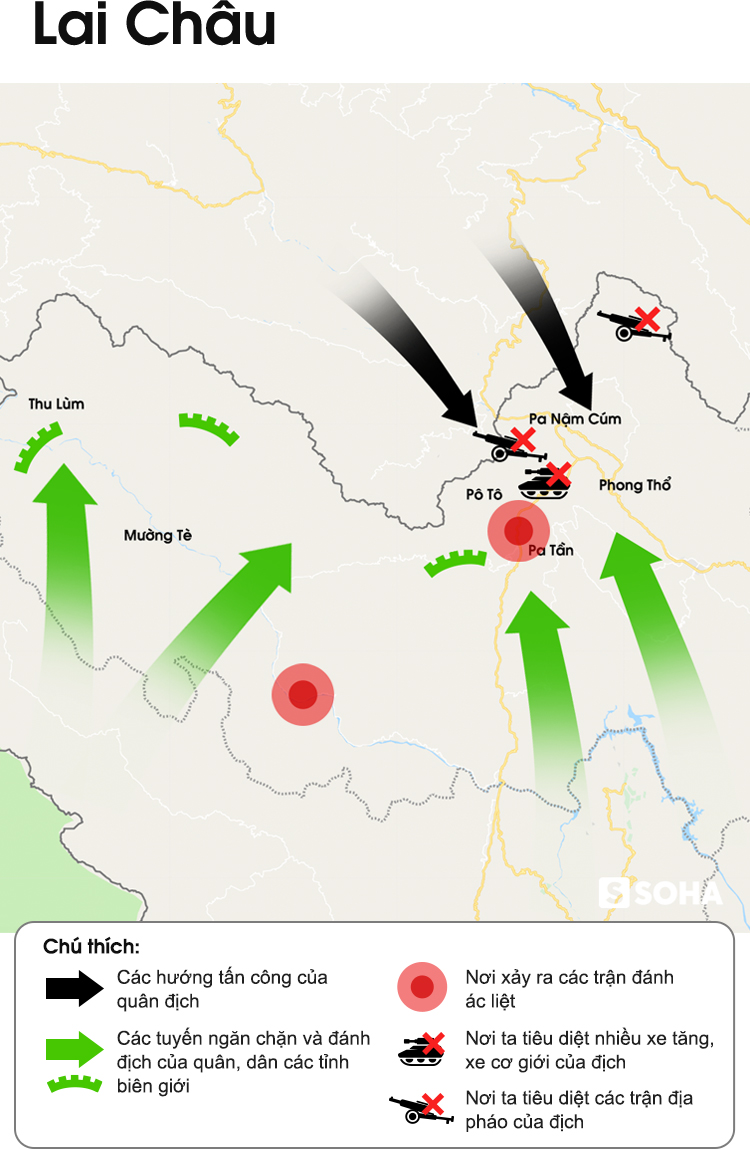 Lai Châu
Thu Lùm
Pa Nậm Cúm
Pô Tô
Phong Thổ
Mường Tè
Pa Tần
SOHA
Chú thích:
Các hướng tấn công của
quân địch
Các tuyến ngăn chặn và đánh
địch của quân, dân các tỉnh
biên giới
Nơi xảy ra các trận đánh
ác liệt
Nơi ta tiêu diệt nhiều xe tăng,
xe cơ giới của địch
Nơi ta tiêu diệt các trận địa
pháo của địch